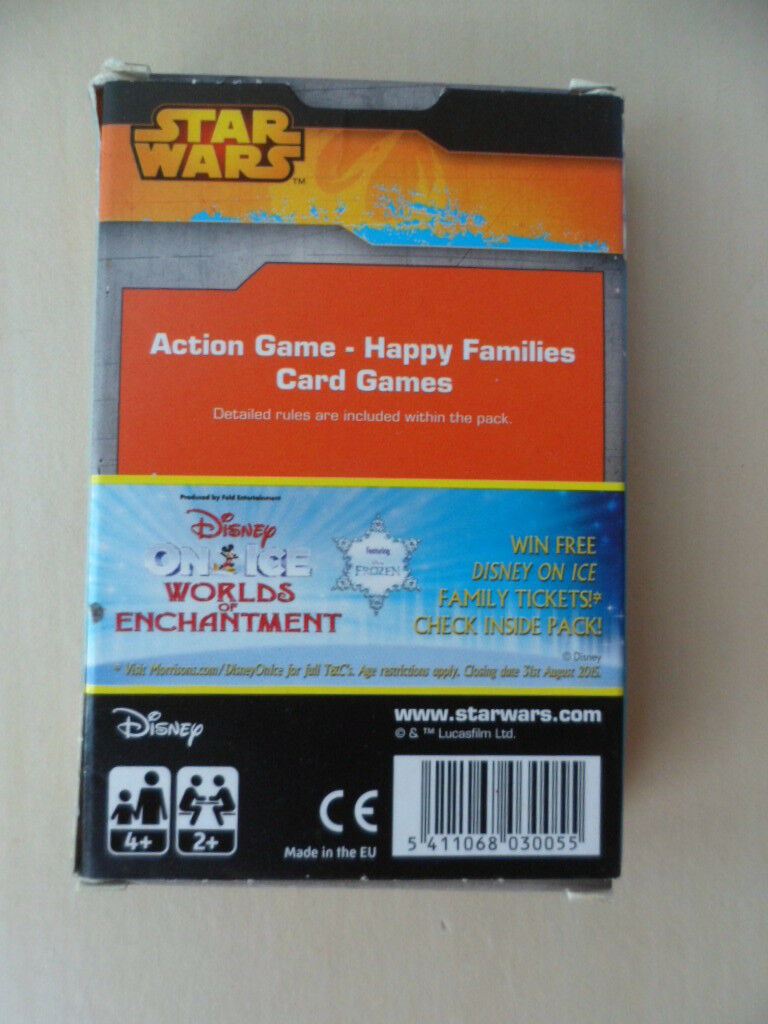 STAR
WARS
™
Action Game - Happy Families
Card Games
Detailed rules are included within the pack.
Produced by Feld Entertainment
Disney
ON ICE
WORLDS
OF
ENCHANTMENT
Featuring
FROZEN
WIN FREE
DISNEY ON ICE
FAMILY TICKETS!*
CHECK INSIDE PACK!
© Disney
* Visit Morrisons.com/DisneyOnIce for full T&C's. Age restrictions apply. Closing date 31st August 2015.
Disney
www.starwars.com
© & ™ Lucasfilm Ltd.
4+
2+
CE
Made in the EU
5 411068 030055